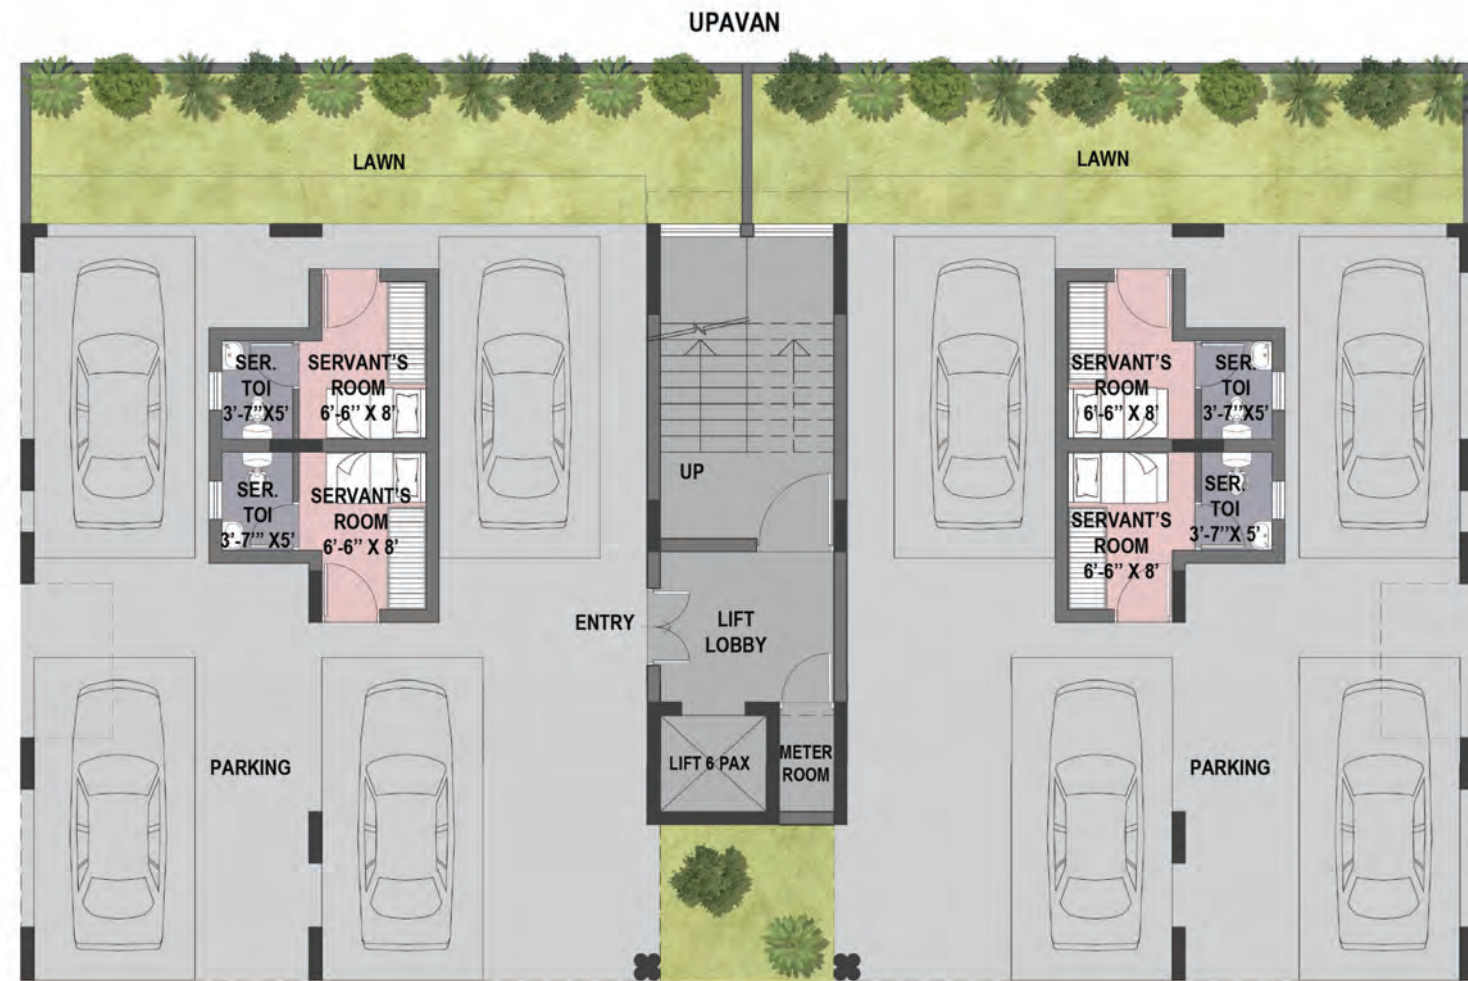 UPAVAN
LAWN
LAWN
SER.
TOI
3'-7"X5'
SERVANT'S
ROOM
6'-6" X 8'
SERVANT'S
ROOM
6'-6" X 8'
SER.
TOI
3'-7"X5'
SER.
TOI
3'-7'" X5'
SERVANT'S
ROOM
6'-6" X 8'
UP
SERVANT'S
ROOM
6'-6" X 8'
SER.
TOI
3'-7"X 5'
ENTRY
LIFT
LOBBY
PARKING
LIFT 6 PAX
METER
ROOM
PARKING